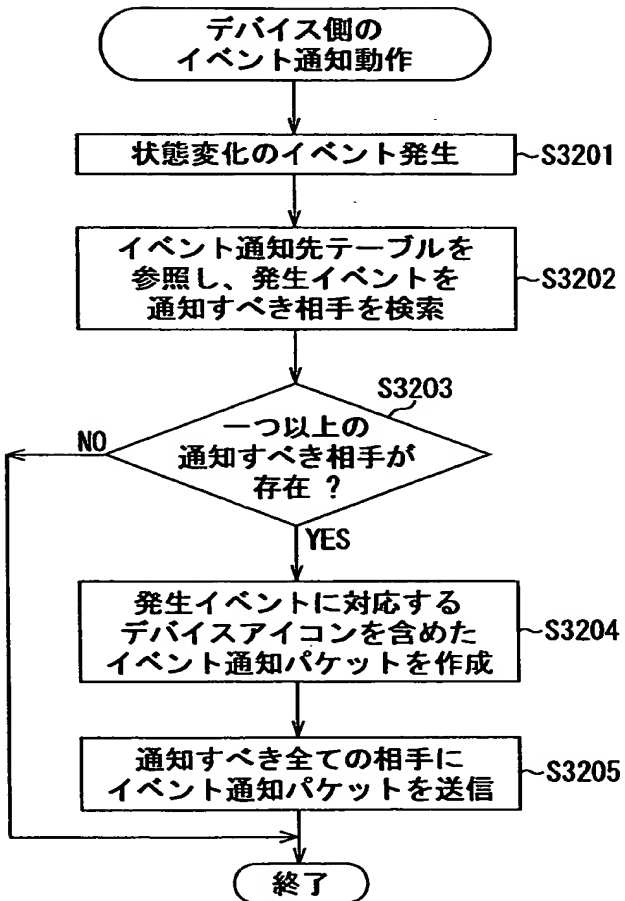 デバイス側の
イベント通知動作
状態変化のイベント発生
~S3201
イベント通知先テーブルを
参照し、発生イベントを
通知すべき相手を検索
~S3202
S3203
一つ以上の
通知すべき相手が
存在 ?
NO
YES
発生イベントに対応する
デバイスアイコンを含めた
イベント通知パケットを作成
~S3204
通知すべき全ての相手に
イベント通知パケットを送信
~S3205
終了